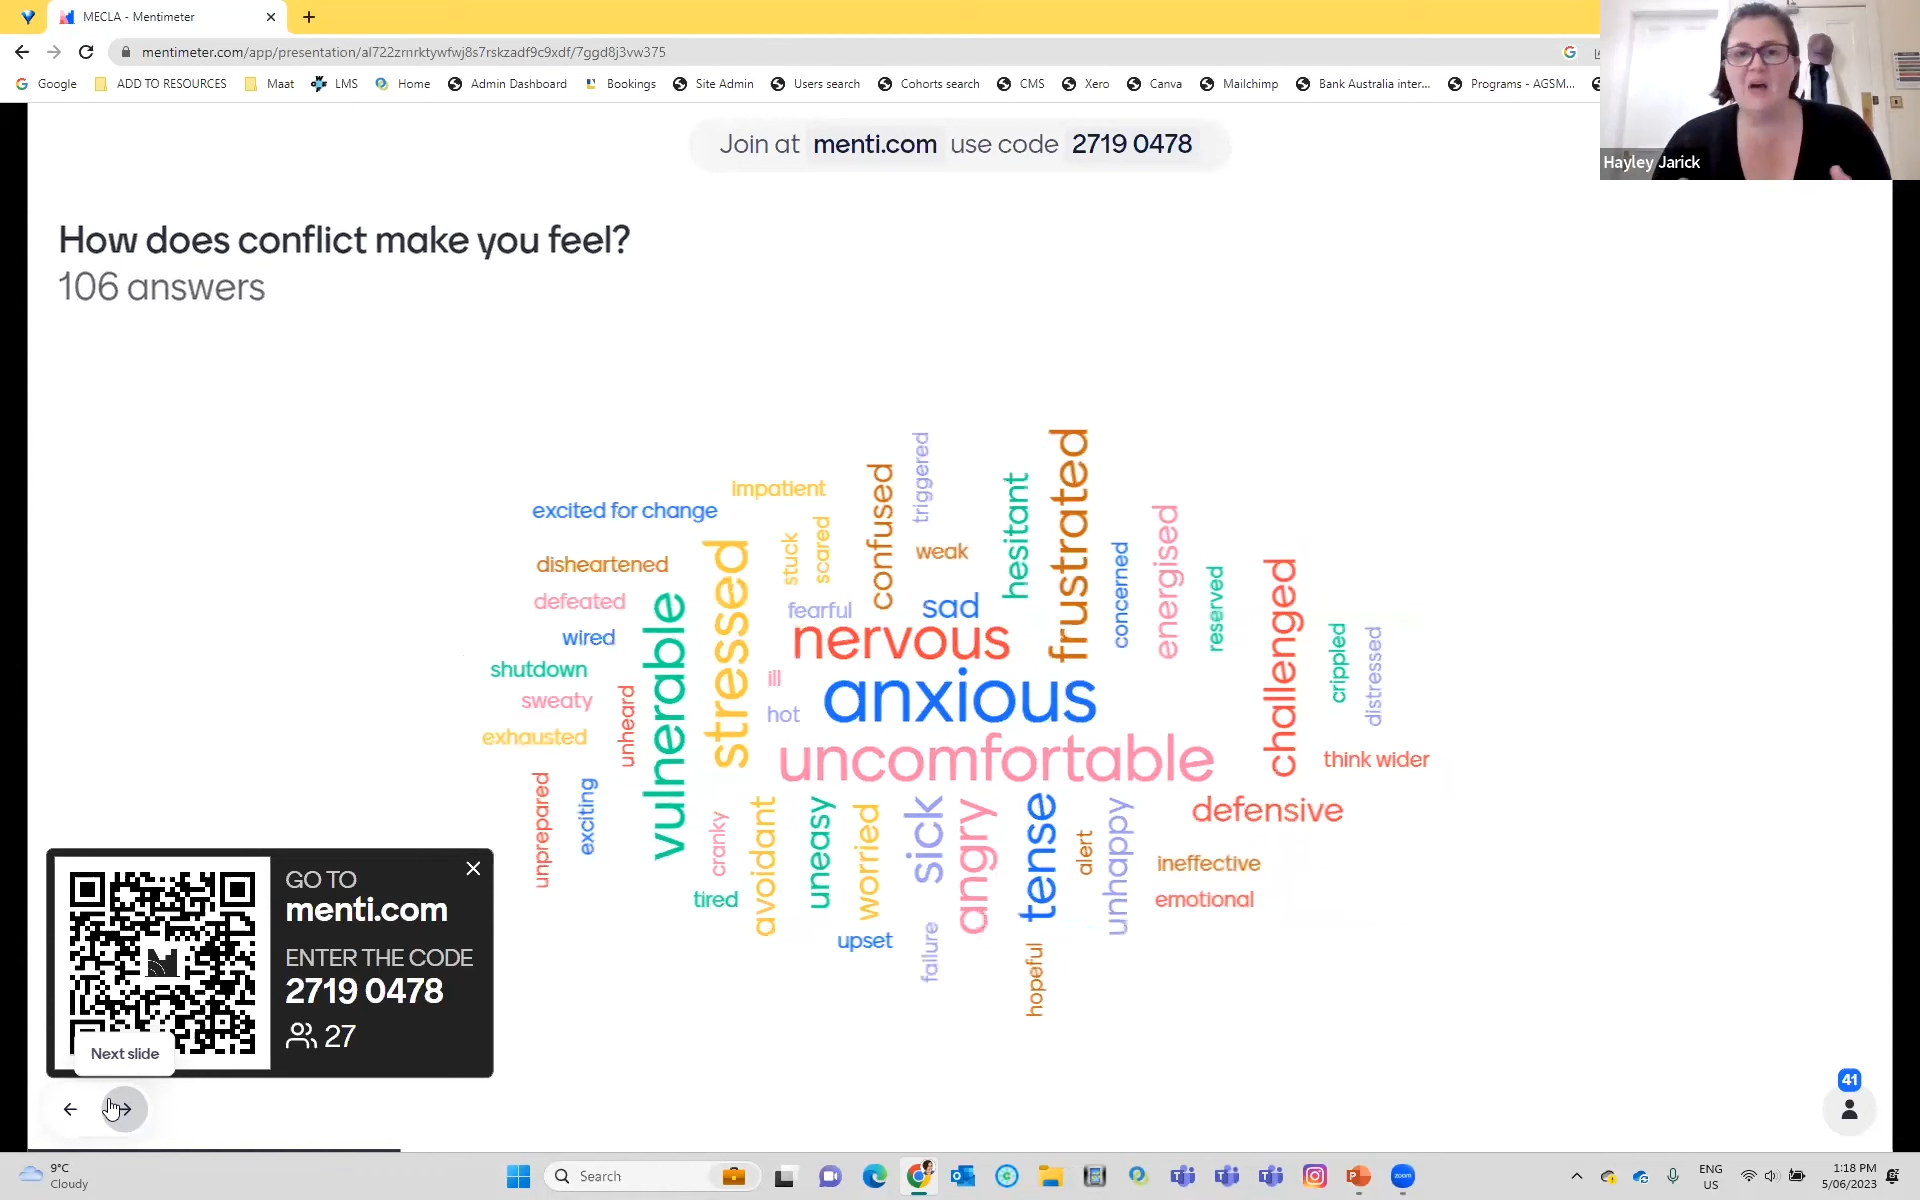 MECLA - Mentimeter
mentimeter.com/app/presentation/al722zrnrktywfwj8s7rskzadf9c9xdf/7ggd8j3vw375
Google ADD TO RESOURCES Maat LMS Home Admin Dashboard Bookings Site Admin Users search Cohorts search CMS Xero Canva Mailchimp Bank Australia inter... Programs - AGSM...
Hayley Jarick
Join at menti.com use code 2719 0478
How does conflict make you feel?
106 answers
triggered
frustrated
confused
hesitant
impatient
excited for change
energised
scared
stuck
stressed
weak
concerned
disheartened
challenged
reserved
defeated
vulnerable
fearful
sad
wired
nervous
crippled
distressed
shutdown
ill
anxious
sweaty
unheard
hot
exhausted
uncomfortable
think wider
unprepared
exciting
cranky
avoidant
uneasy
worried
sick
angry
tense
alert
unhappy
defensive
ineffective
tired
emotional
upset
failure
hopeful
GO TO
menti.com
ENTER THE CODE
2719 0478
27
Next slide
41
9°C
Cloudy
Search
zoom
ENG
US
1:18 PM
5/06/2023